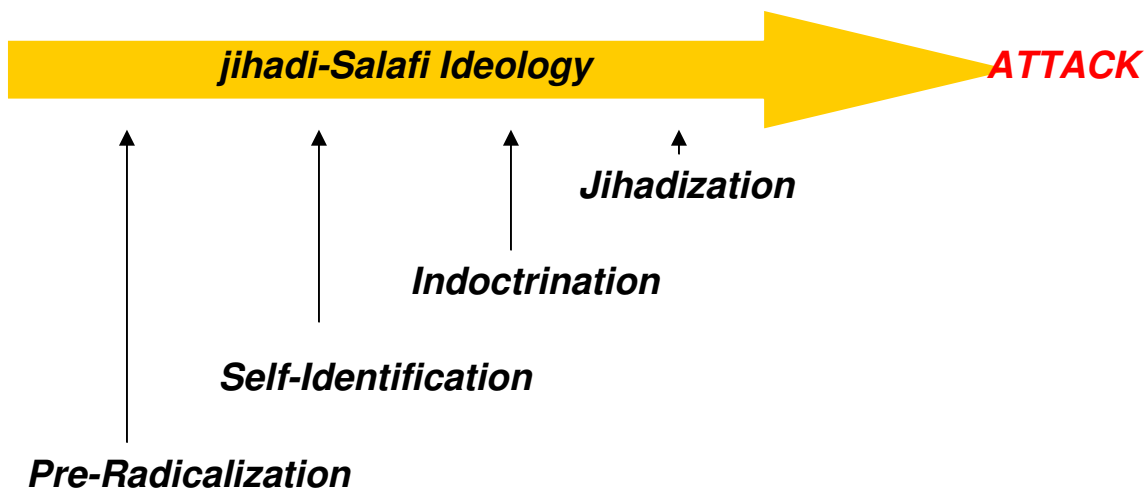 jihadi-Salafi Ideology
ATTACK
Jihadization
Indoctrination
Self-Identification
Pre-Radicalization